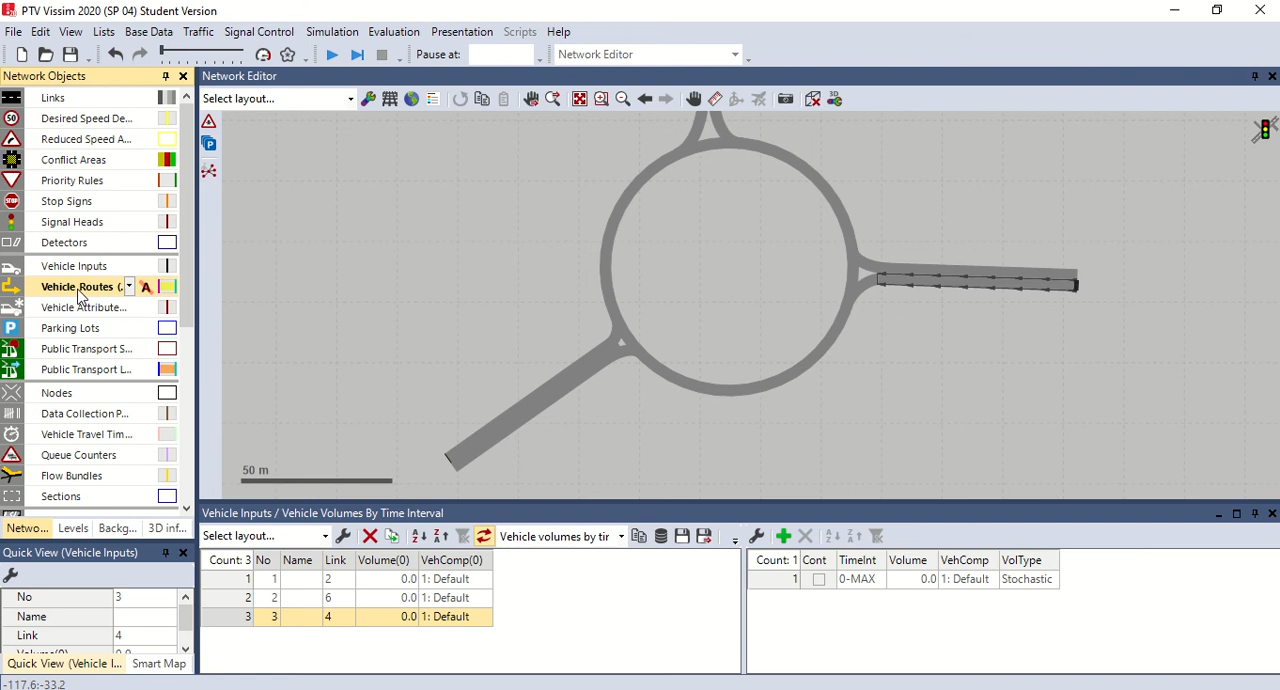 PTV Vissim 2020 (SP 04) Student Version
File Edit View Lists Base Data Traffic Signal Control Simulation Evaluation Presentation Scripts Help
Pause at: Network Editor
Network Objects
Links
50 Desired Speed De...
Reduced Speed A...
Conflict Areas
Priority Rules
STOP Stop Signs
Signal Heads
Detectors
Vehicle Inputs
Vehicle Routes (. A
Vehicle Attribute...
P Parking Lots
Public Transport S...
Public Transport L...
Nodes
Data Collection P...
Vehicle Travel Tim...
Queue Counters
Flow Bundles
Sections
Netwo... Levels Backg... 3D inf...
Network Editor
Select layout... 3D
P
50 m
Quick View (Vehicle Inputs)
No 3
Name
Link 4
Volume(0) 0.0
Quick View (Vehicle I... Smart Map
Vehicle Inputs / Vehicle Volumes By Time Interval
Select layout... Vehicle volumes by tir
Count: 3 No Name Link Volume(0) VehComp(0)
1 1 2 0.0 1: Default
2 2 6 0.0 1: Default
3 3 4 0.0 1: Default
Count: 1 Cont TimeInt Volume VehComp VolType
1 0-MAX 0.0 1: Default Stochastic
-117.6:-33.2